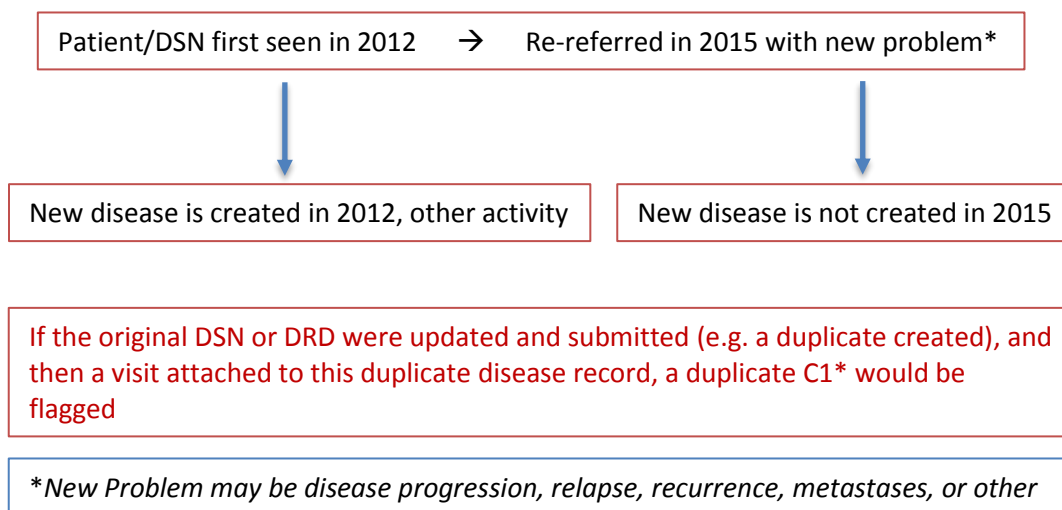 Patient/DSN first seen in 2012 → Re-referred in 2015 with new problem*
New disease is created in 2012, other activity
New disease is not created in 2015
If the original DSN or DRD were updated and submitted (e.g. a duplicate created), and
then a visit attached to this duplicate disease record, a duplicate C1* would be
flagged
*New Problem may be disease progression, relapse, recurrence, metastases, or other